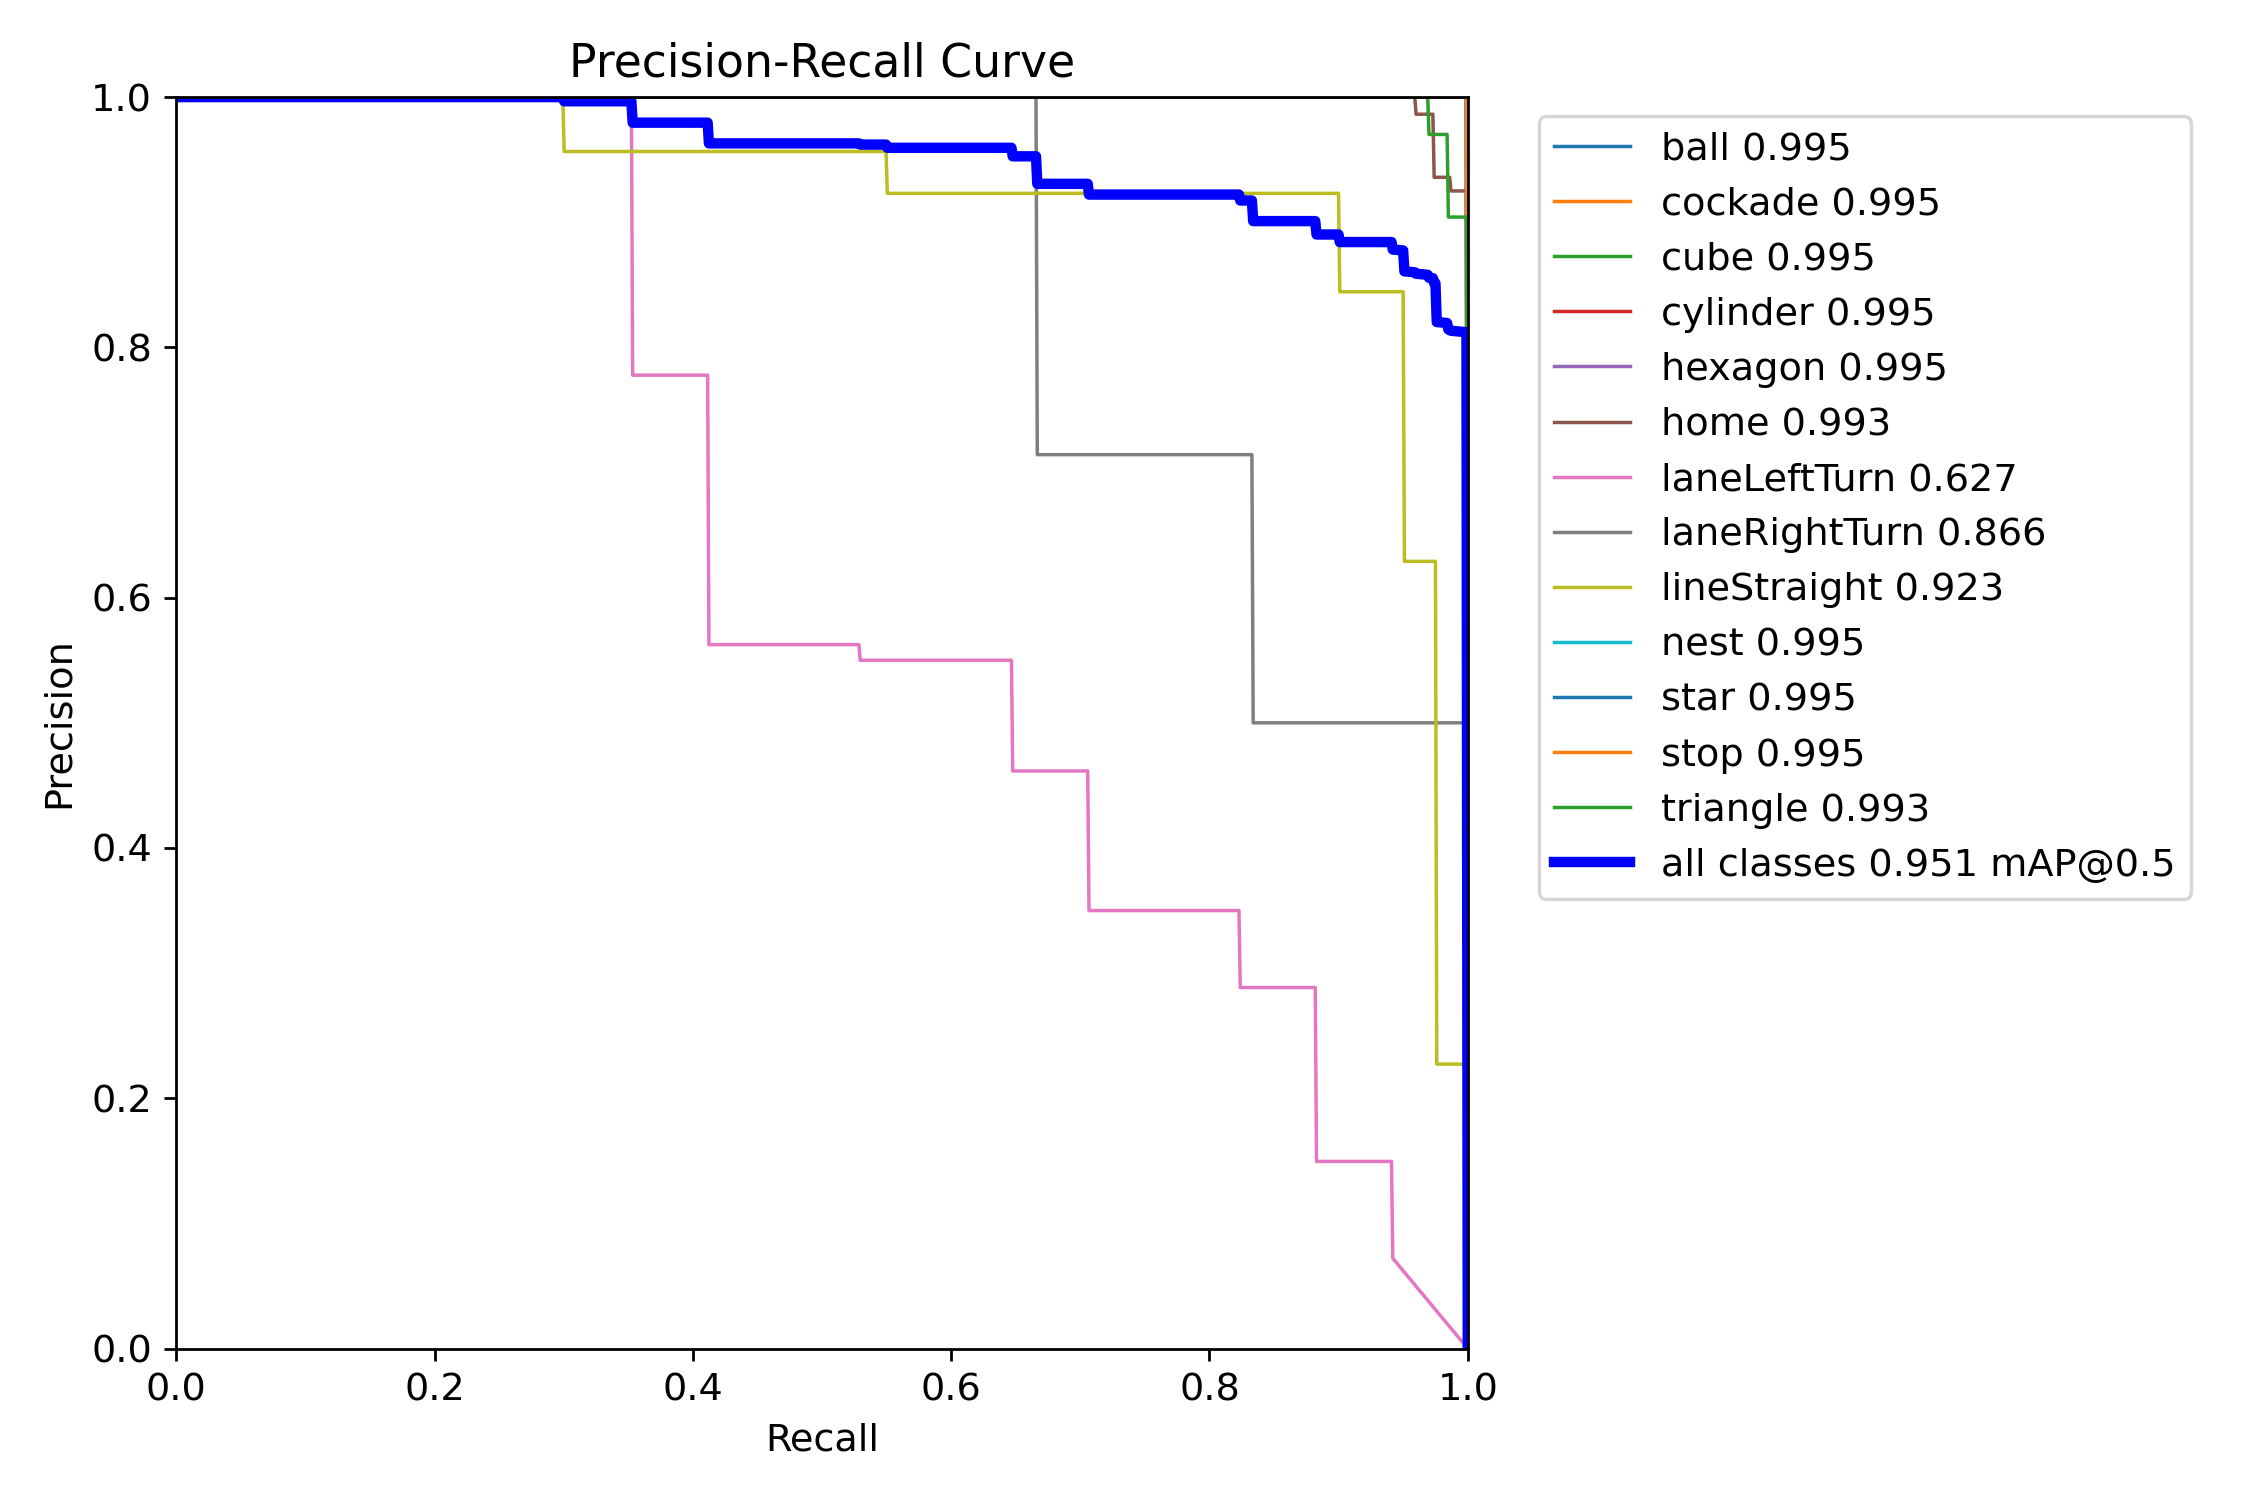 Precision-Recall Curve
1.0
0.8
0.6
0.4
0.2
0.0
Precision
0.0 0.2 0.4 0.6 0.8 1.0
Recall
ball 0.995
cockade 0.995
cube 0.995
cylinder 0.995
hexagon 0.995
home 0.993
laneLeftTurn 0.627
laneRightTurn 0.866
lineStraight 0.923
nest 0.995
star 0.995
stop 0.995
triangle 0.993
all classes 0.951 mAP@0.5